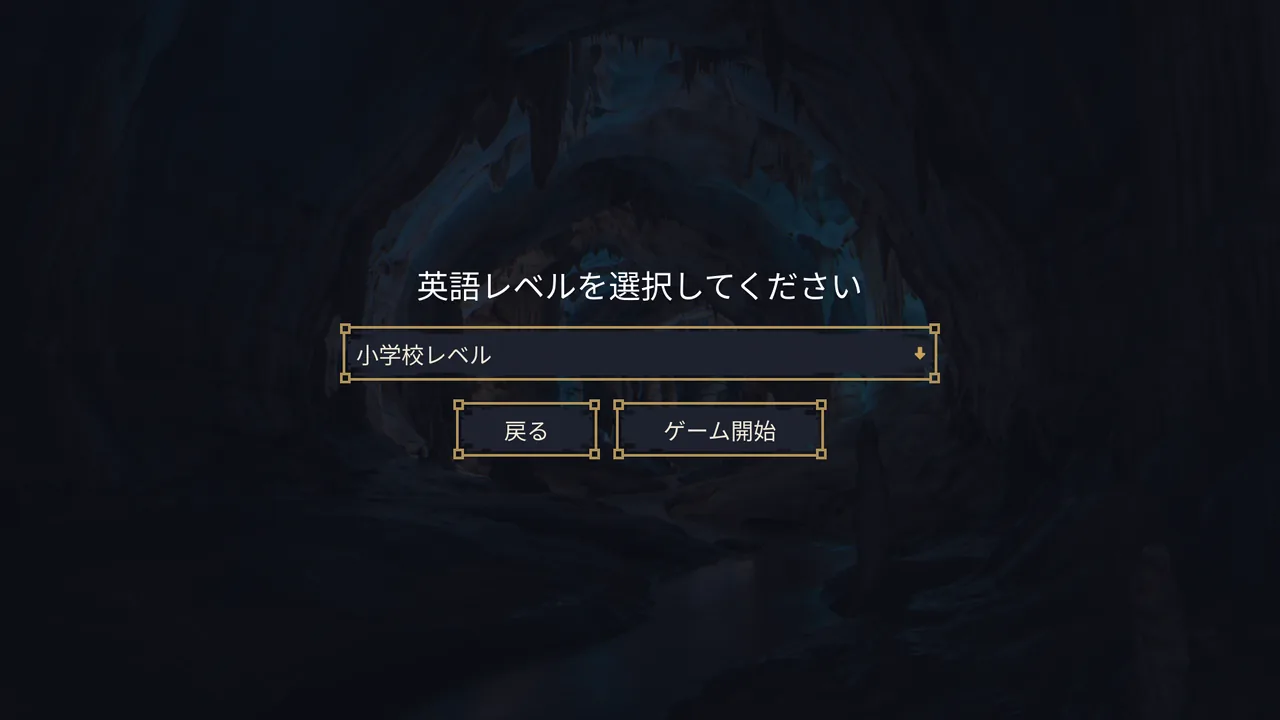 英語レベルを選択してください
小学校レベル
戻る
ゲーム開始